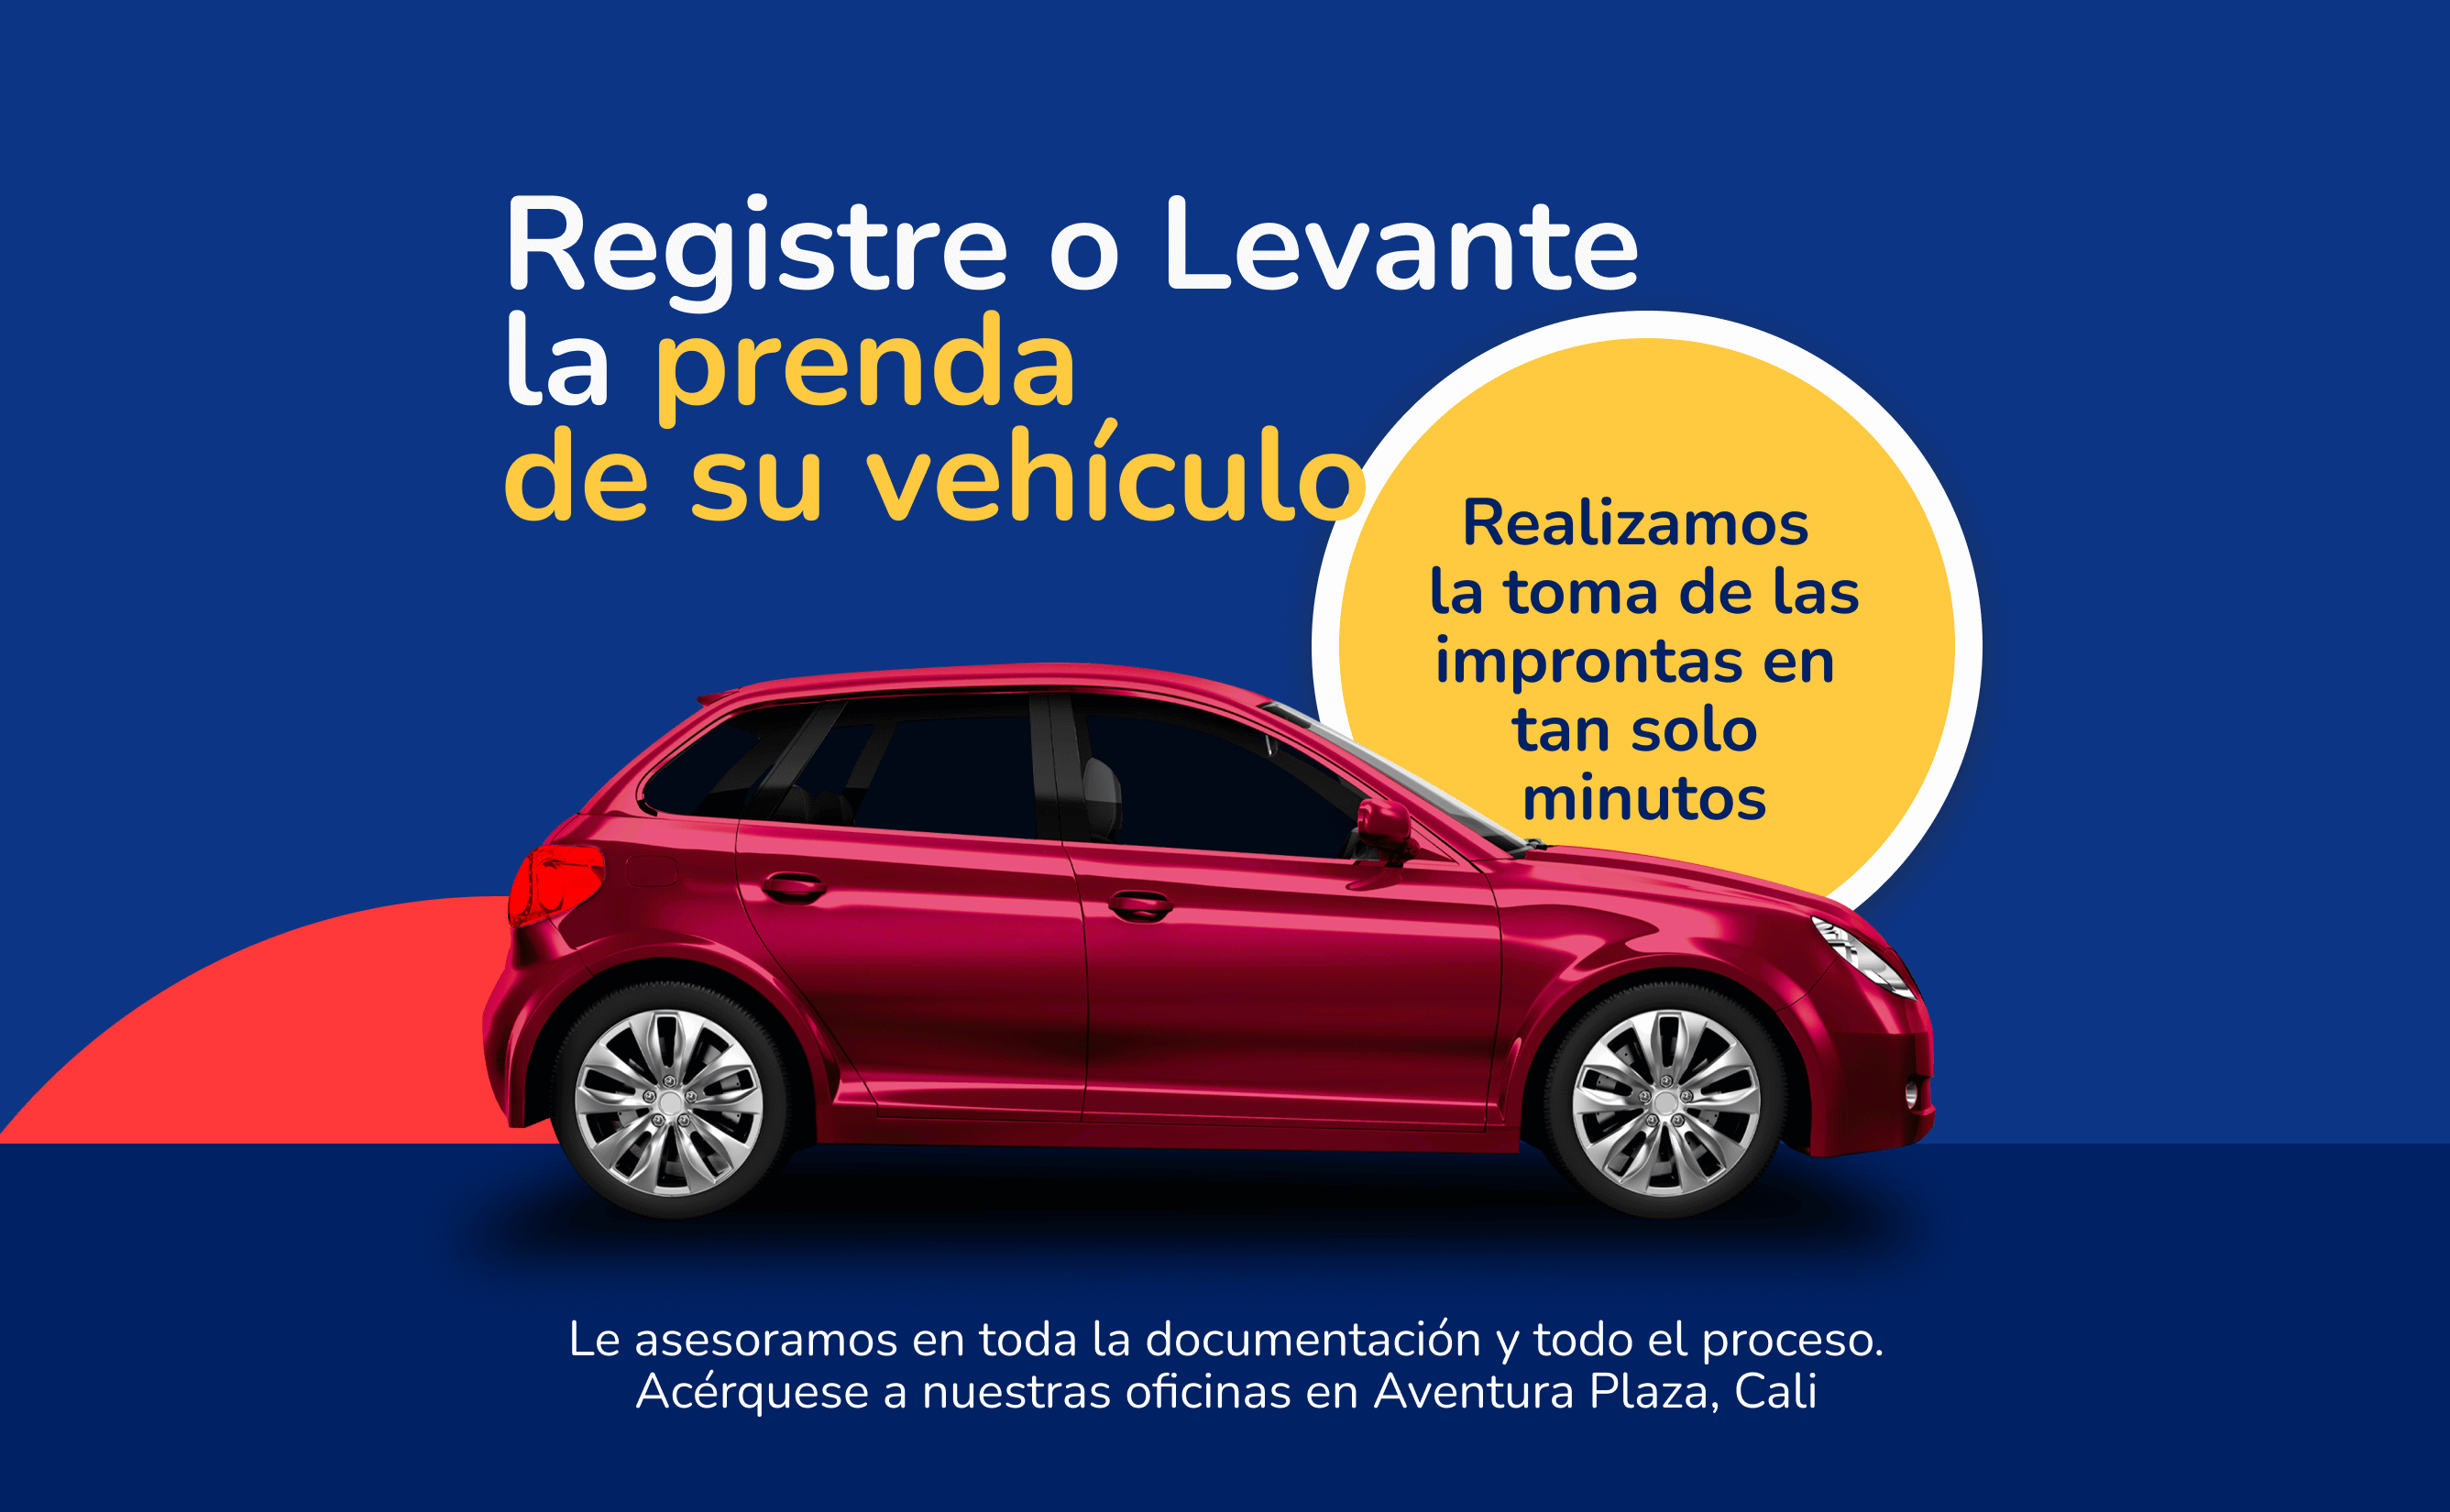 Registre o Levante
la prenda
de su vehículo
Realizamos
la toma de las
improntas en
tan solo
minutos
Le asesoramos en toda la documentación y todo el proceso.
Acérquese a nuestras oficinas en Aventura Plaza, Cali